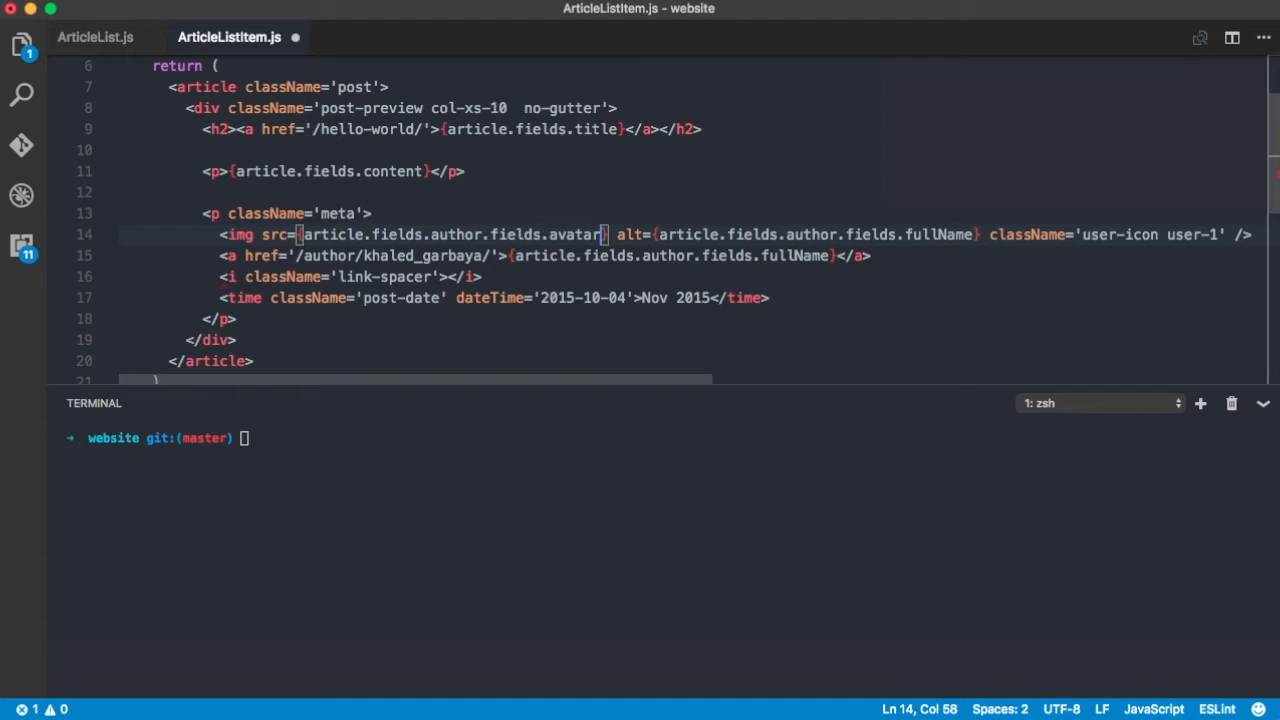 ArticleListItem.js - website
ArticleList.js ArticleListItem.js
1
11
6 return (
7 <article className='post'>
8 <div className='post-preview col-xs-10  no-gutter'>
9 <h2><a href='/hello-world/'>{article.fields.title}</a></h2>
10
11 <p>{article.fields.content}</p>
12
13 <p className='meta'>
14 <img src={article.fields.author.fields.avatar} alt={article.fields.author.fields.fullName} className='user-icon user-1' />
15 <a href='/author/khaled_garbaya/'>{article.fields.author.fields.fullName}</a>
16 <i className='link-spacer'></i>
17 <time className='post-date' dateTime='2015-10-04'>Nov 2015</time>
18 </p>
19 </div>
20 </article>
21 )
TERMINAL 1: zsh
→ website git:(master)
1 0 Ln 14, Col 58 Spaces: 2 UTF-8 LF JavaScript ESLint